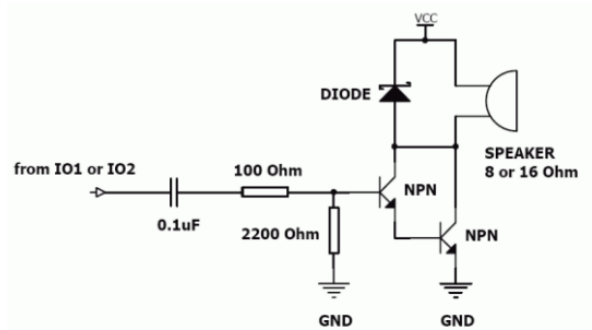 VCC
DIODE
SPEAKER
8 or 16 Ohm
from IO1 or IO2
100 Ohm
NPN
0.1uF
2200 Ohm
NPN
GND
GND